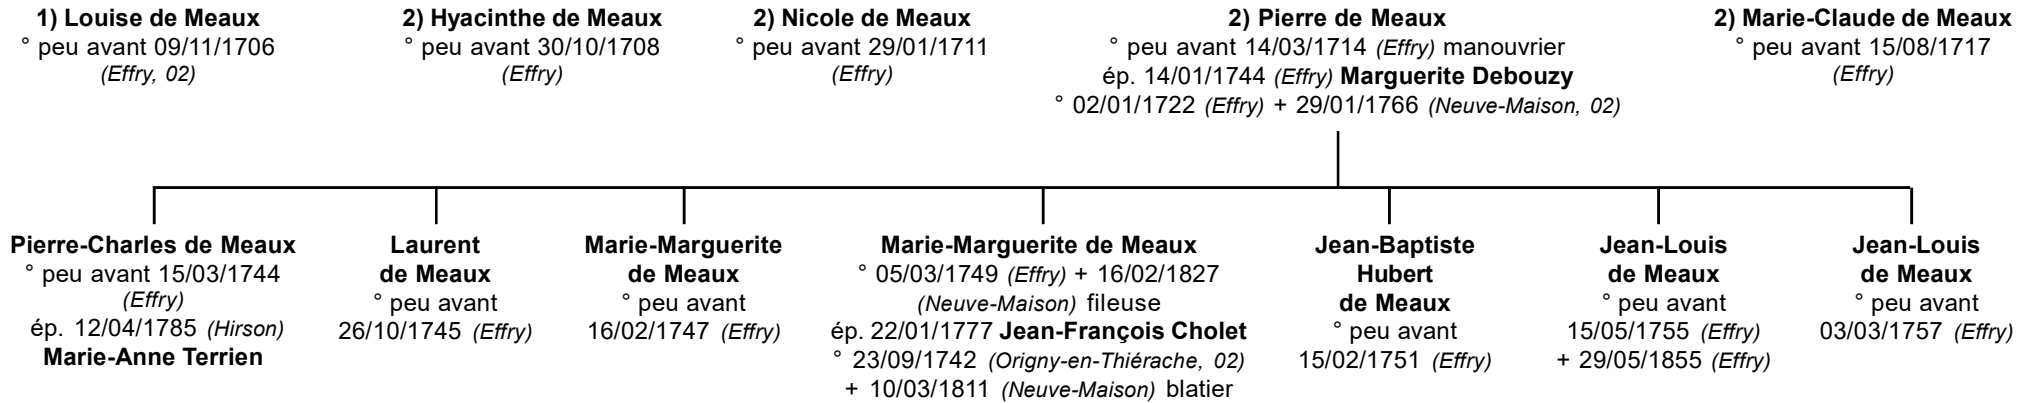 1) Louise de Meaux
° peu avant 09/11/1706
(Effry, 02)
2) Hyacinthe de Meaux
° peu avant 30/10/1708
(Effry)
2) Nicole de Meaux
° peu avant 29/01/1711
(Effry)
2) Pierre de Meaux
° peu avant 14/03/1714 (Effry) manouvrier
ép. 14/01/1744 (Effry) Marguerite Debouzy
° 02/01/1722 (Effry) + 29/01/1766 (Neuve-Maison, 02)
2) Marie-Claude de Meaux
° peu avant 15/08/1717
(Effry)
Pierre-Charles de Meaux
° peu avant 15/03/1744
(Effry)
ép. 12/04/1785 (Hirson)
Marie-Anne Terrien
Laurent
de Meaux
° peu avant
26/10/1745 (Effry)
Marie-Marguerite
de Meaux
° peu avant
16/02/1747 (Effry)
Marie-Marguerite de Meaux
° 05/03/1749 (Effry) + 16/02/1827
(Neuve-Maison) fileuse
ép. 22/01/1777 Jean-François Cholet
° 23/09/1742 (Origny-en-Thiérache, 02)
+ 10/03/1811 (Neuve-Maison) blatier
Jean-Baptiste
Hubert
de Meaux
° peu avant
15/02/1751 (Effry)
Jean-Louis
de Meaux
° peu avant
15/05/1755 (Effry)
+ 29/05/1855 (Effry)
Jean-Louis
de Meaux
° peu avant
03/03/1757 (Effry)